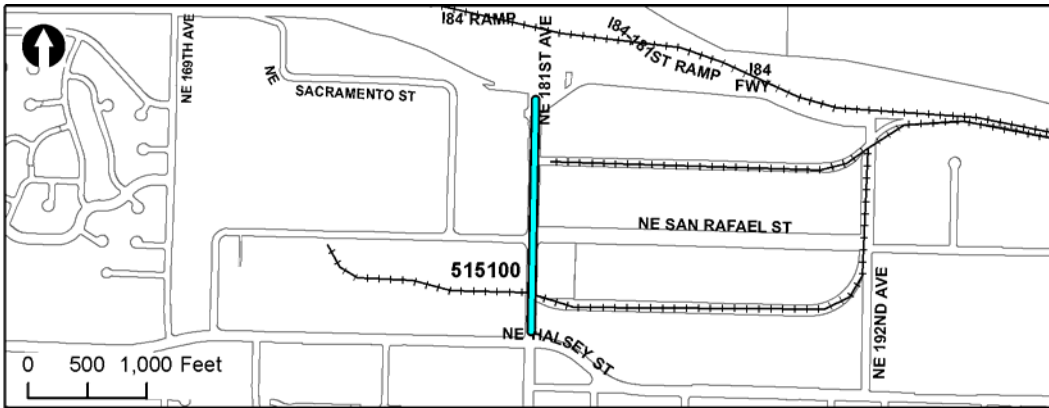 I84 RAMP
NE 169TH AVE
NE
SACRAMENTO ST
NE 181ST AVE
I84-181ST RAMP
I84
FWY
NE SAN RAFAEL ST
515100
NE HALSEY ST
NE 192ND AVE
0 500 1,000 Feet